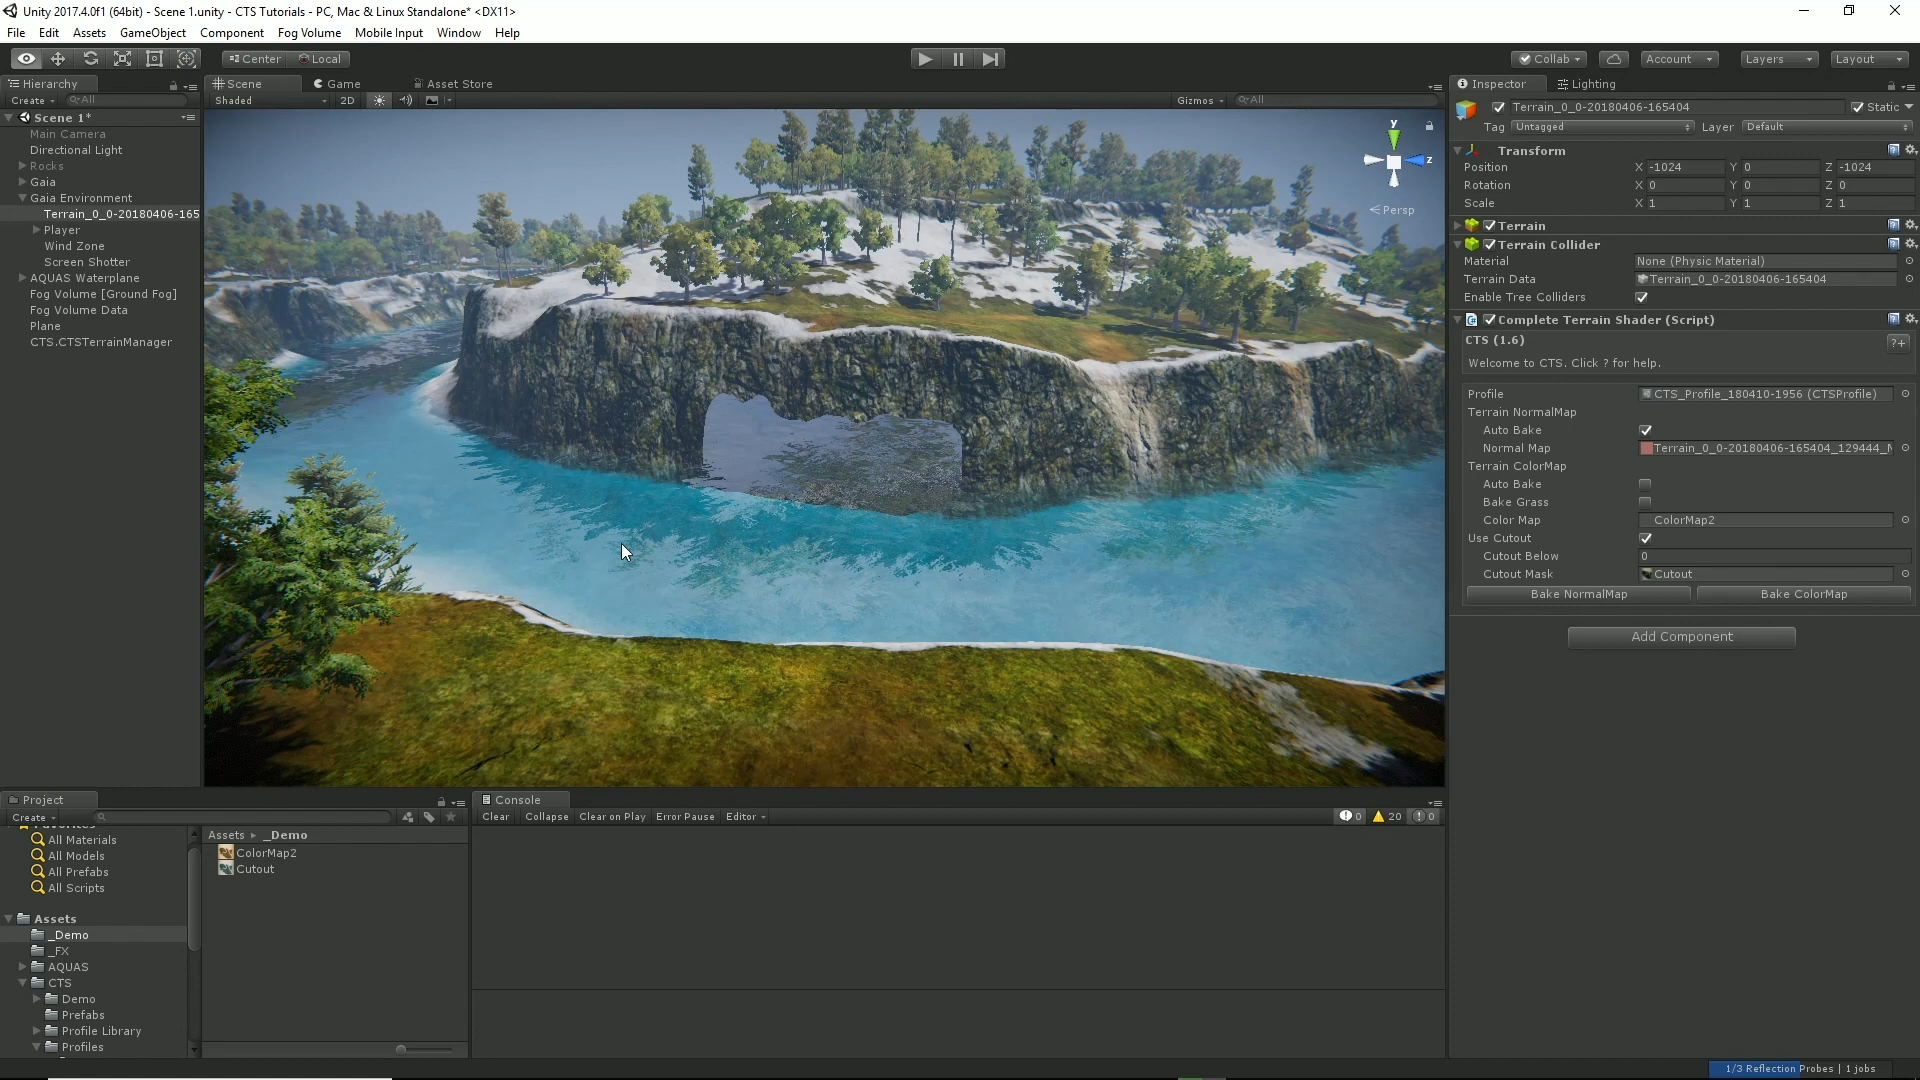 Unity 2017.4.0f1 (64bit) - Scene 1.unity - CTS Tutorials - PC, Mac & Linux Standalone* <DX11>
File Edit Assets GameObject Component Fog Volume Mobile Input Window Help
Center Local
Collab Account Layers Layout
Hierarchy
Create All
Scene 1*
Main Camera
Directional Light
Rocks
Gaia
Gaia Environment
Terrain_0_0-20180406-165
Player
Wind Zone
Screen Shotter
AQUAS Waterplane
Fog Volume [Ground Fog]
Fog Volume Data
Plane
CTS.CTSTerrainManager
Scene Game Asset Store
Shaded 2D Gizmos All
y
z
Persp
Inspector Lighting
Terrain_0_0-20180406-165404 Static
Tag Untagged Layer Default
Transform
Position X -1024 Y 0 Z -1024
Rotation X 0 Y 0 Z 0
Scale X 1 Y 1 Z 1
Terrain
Terrain Collider
Material None (Physic Material)
Terrain Data Terrain_0_0-20180406-165404
Enable Tree Colliders
Complete Terrain Shader (Script)
CTS (1.6) ?+
Welcome to CTS. Click ? for help.
Profile CTS_Profile_180410-1956 (CTSProfile)
Terrain NormalMap
Auto Bake
Normal Map Terrain_0_0-20180406-165404_129444_N
Terrain ColorMap
Auto Bake
Bake Grass
Color Map ColorMap2
Use Cutout
Cutout Below 0
Cutout Mask Cutout
Bake NormalMap Bake ColorMap
Add Component
Project
Create
Favorites
All Materials
All Models
All Prefabs
All Scripts
Assets
_Demo
_FX
AQUAS
CTS
Demo
Prefabs
Profile Library
Profiles
Assets _Demo
ColorMap2
Cutout
Console
Clear Collapse Clear on Play Error Pause Editor 0 20 0
1/3 Reflection Probes | 1 jobs